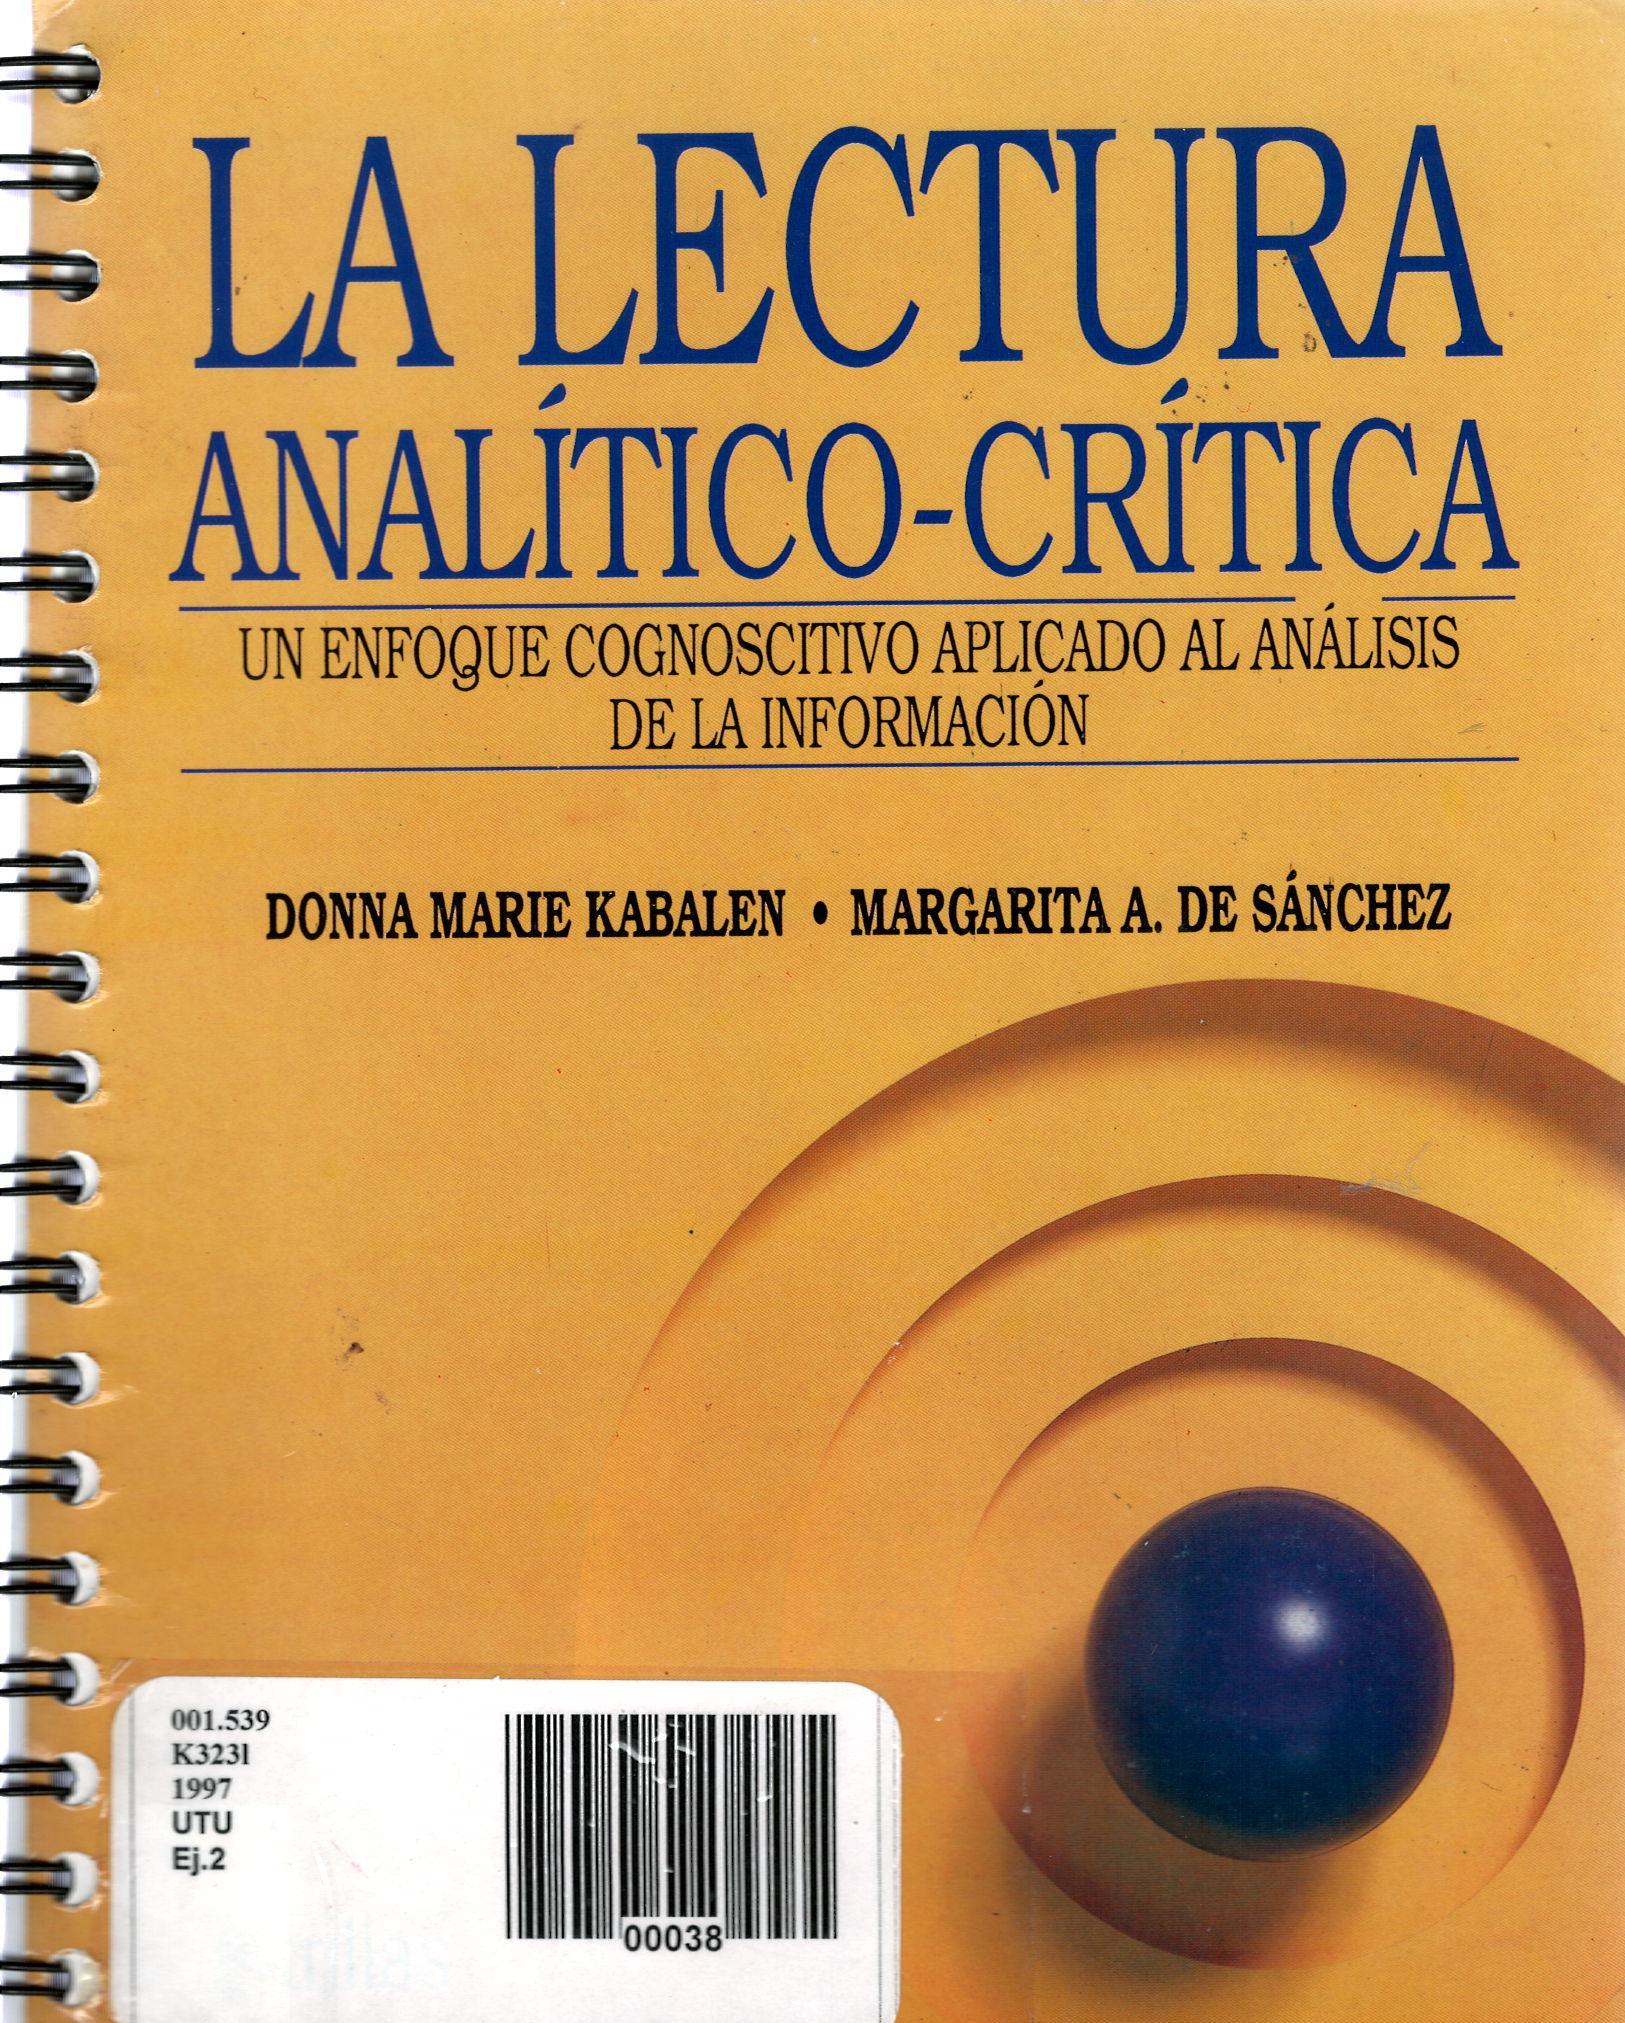 LA LECTURA
ANALÍTICO-CRÍTICA
UN ENFOQUE COGNOSCITIVO APLICADO AL ANÁLISIS
DE LA INFORMACIÓN
DONNA MARIE KABALEN • MARGARITA A. DE SÁNCHEZ
001.539
K323l
1997
UTU
Ej.2
00038